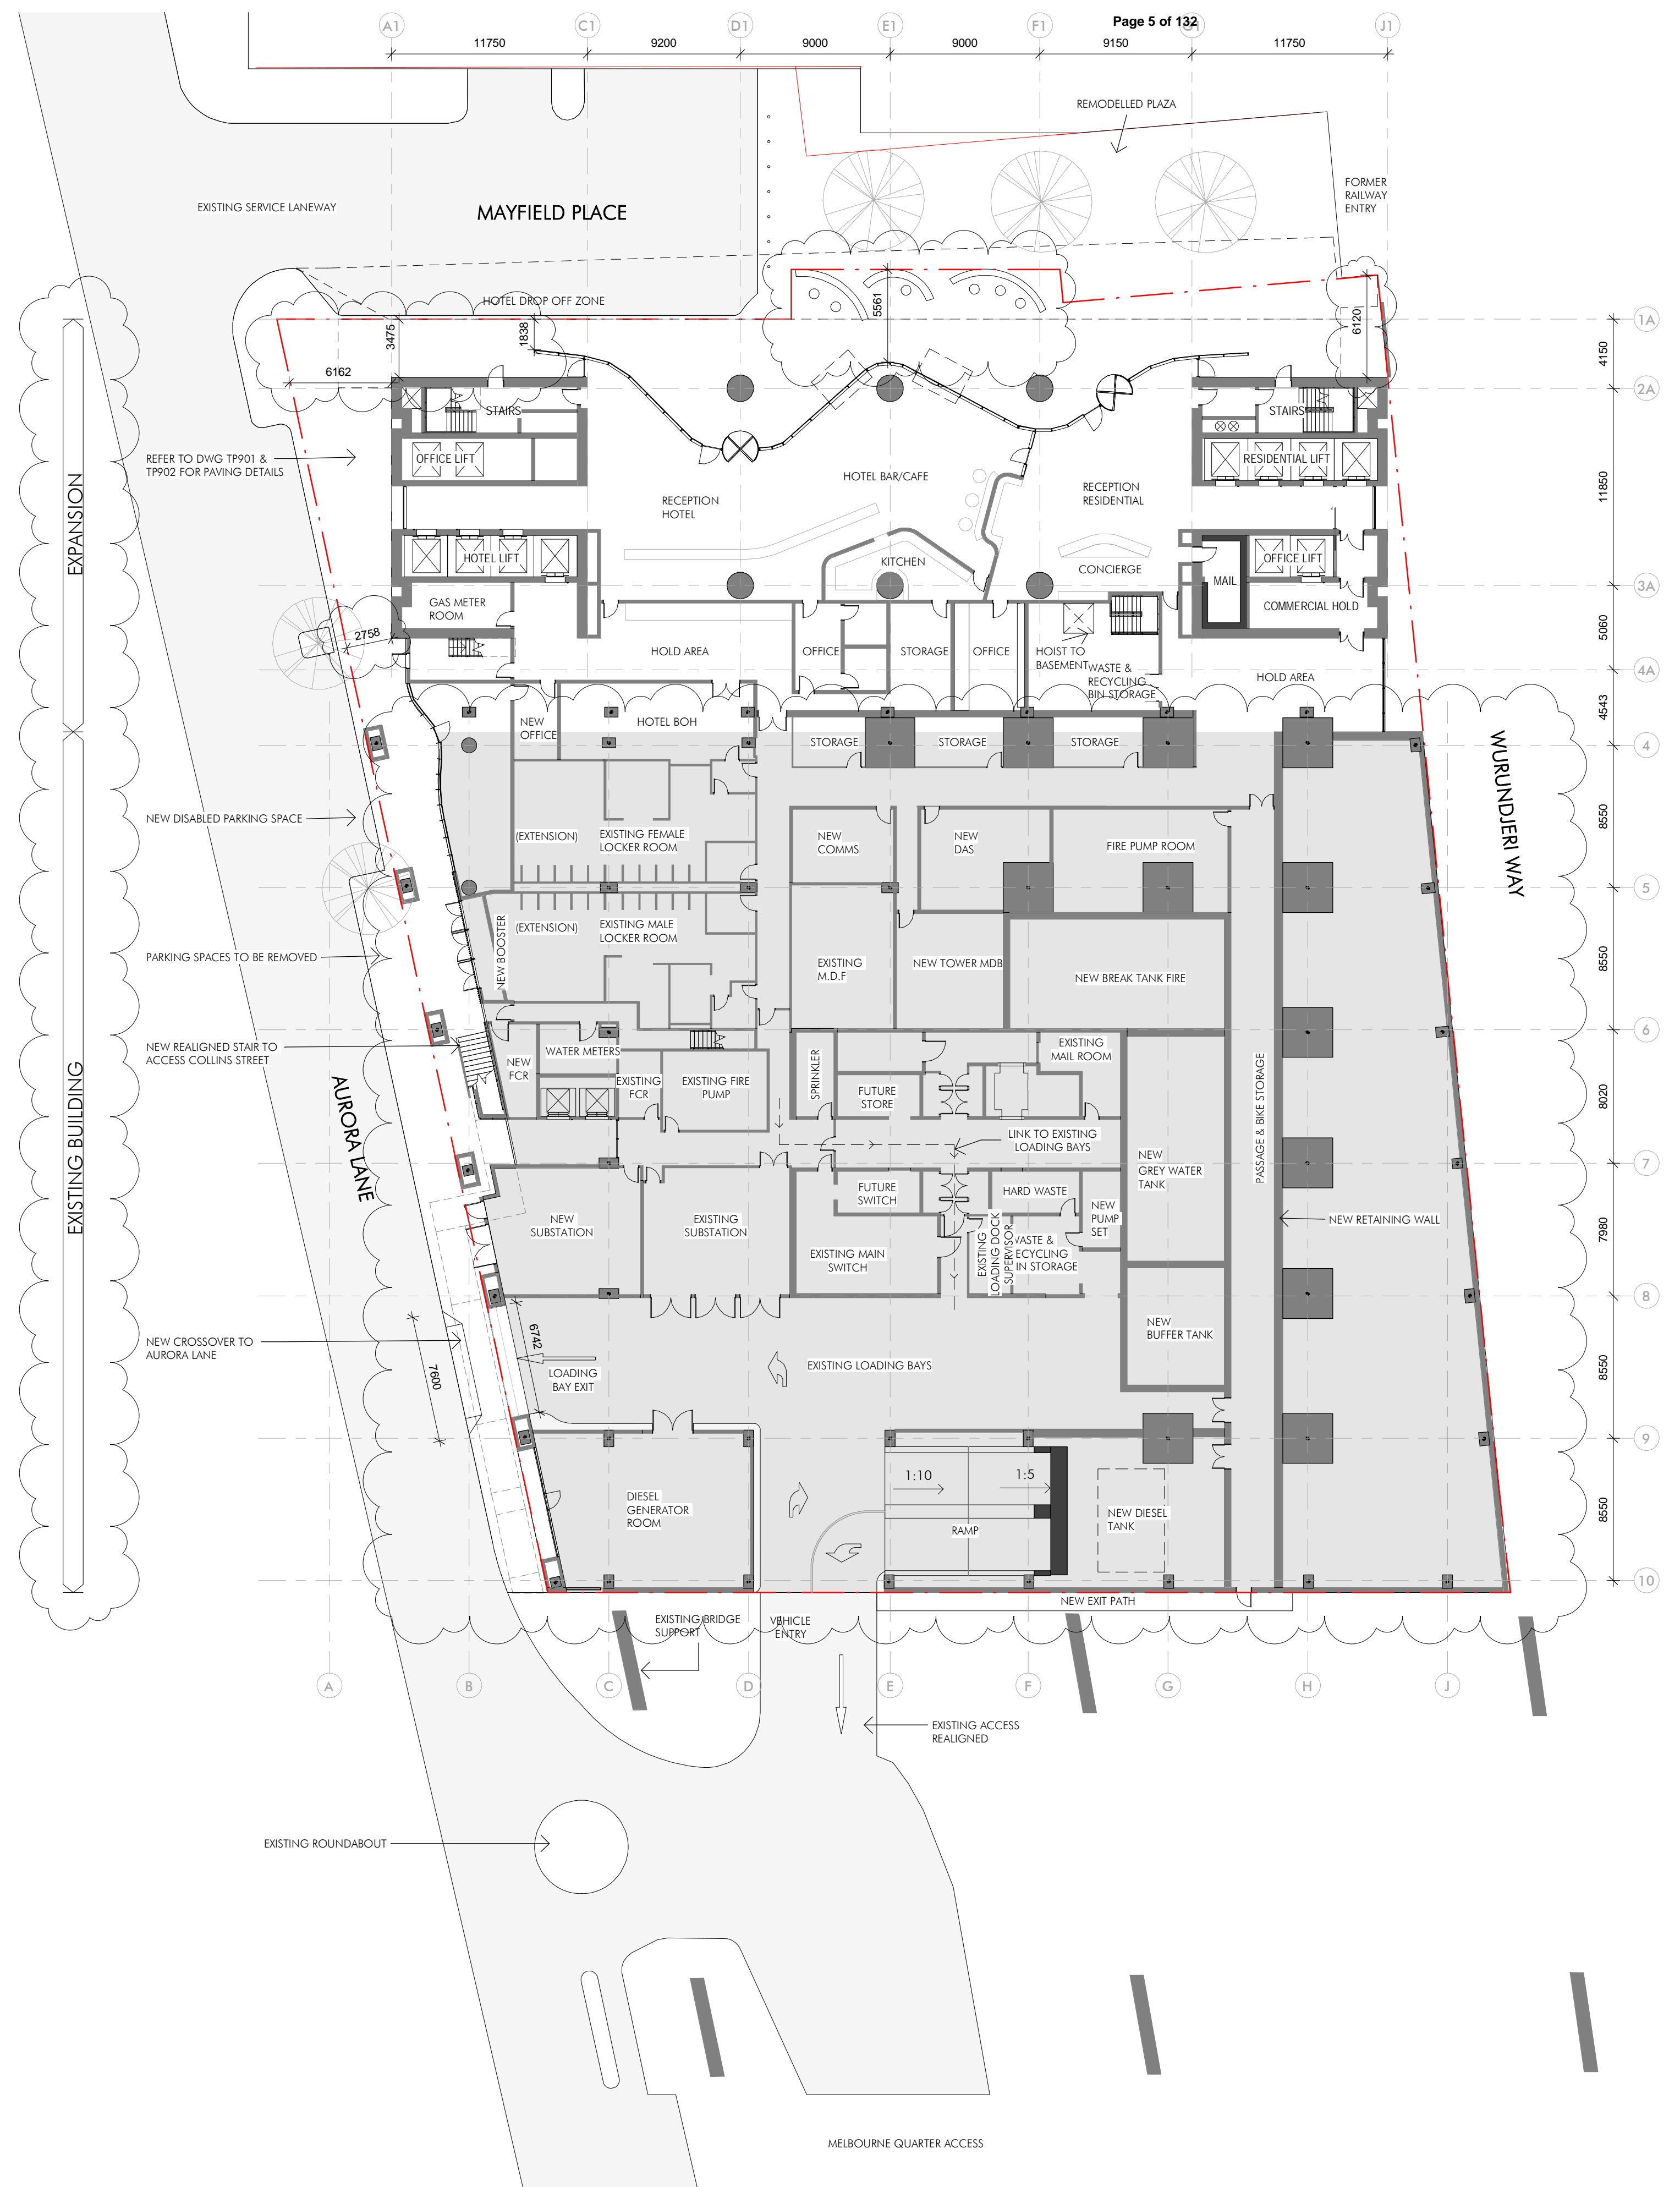 Page 5 of 132
A1
C1
D1
E1
F1
J1
11750
9200
9000
9000
9150
11750
REMODELLED PLAZA
FORMER
RAILWAY
ENTRY
EXISTING SERVICE LANEWAY
MAYFIELD PLACE
HOTEL DROP OFF ZONE
5561
6120
3475
1838
6162
1A
4150
2A
STAIRS
STAIRS
OFFICE LIFT
RESIDENTIAL LIFT
REFER TO DWG TP901 &
TP902 FOR PAVING DETAILS
HOTEL BAR/CAFE
RECEPTION
HOTEL
RECEPTION
RESIDENTIAL
11850
EXPANSION
HOTEL LIFT
KITCHEN
CONCIERGE
OFFICE LIFT
MAIL
3A
GAS METER
ROOM
COMMERCIAL HOLD
2758
5060
HOLD AREA
OFFICE
STORAGE
OFFICE
HOIST TO
BASEMENT
WASTE &
RECYCLING
BIN STORAGE
HOLD AREA
4A
4543
NEW
OFFICE
HOTEL BOH
STORAGE
STORAGE
STORAGE
4
WURUNDJERI WAY
NEW DISABLED PARKING SPACE
(EXTENSION)
EXISTING FEMALE
LOCKER ROOM
NEW
COMMS
NEW
DAS
FIRE PUMP ROOM
8550
5
NEW BOOSTER
(EXTENSION)
EXISTING MALE
LOCKER ROOM
PARKING SPACES TO BE REMOVED
EXISTING
M.D.F
NEW TOWER MDB
NEW BREAK TANK FIRE
8550
6
NEW REALIGNED STAIR TO
ACCESS COLLINS STREET
NEW
FCR
WATER METERS
EXISTING
FCR
EXISTING FIRE
PUMP
SPRINKLER
FUTURE
STORE
EXISTING
MAIL ROOM
PASSAGE & BIKE STORAGE
8020
AURORA LANE
EXISTING BUILDING
LINK TO EXISTING
LOADING BAYS
NEW
GREY WATER
TANK
7
NEW
SUBSTATION
EXISTING
SUBSTATION
FUTURE
SWITCH
HARD WASTE
NEW
PUMP
SET
NEW RETAINING WALL
EXISTING MAIN
SWITCH
EXISTING
LOADING DOCK
SUPERVISOR
WASTE &
ECYCLING
IN STORAGE
7980
8
NEW CROSSOVER TO
AURORA LANE
6742
7600
LOADING
BAY EXIT
EXISTING LOADING BAYS
NEW
BUFFER TANK
8550
9
1:10
1:5
DIESEL
GENERATOR
ROOM
RAMP
NEW DIESEL
TANK
8550
10
NEW EXIT PATH
EXISTING BRIDGE
SUPPORT
VEHICLE
ENTRY
A
B
C
D
E
F
G
H
J
EXISTING ACCESS
REALIGNED
EXISTING ROUNDABOUT
MELBOURNE QUARTER ACCESS